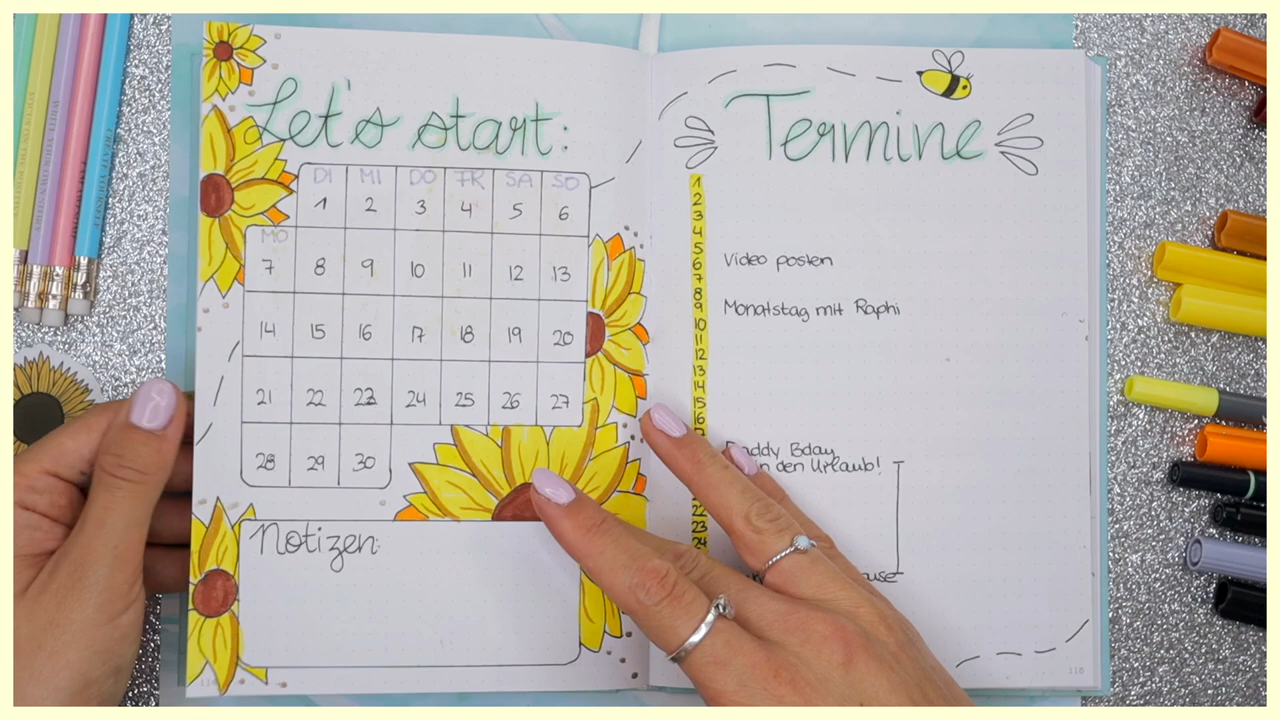 Let's start:
DI MI DO FR SA SO
1 2 3 4 5 6
MO
7 8 9 10 11 12 13
14 15 16 17 18 19 20
21 22 23 24 25 26 27
28 29 30
Notizen:
Termine
1
2
3
4
5
6 Video posten
7
8
9 Monatstag mit Raphi
10
11
12
13
14
15
16
Bday
in den Urlaub!
22
23
24
118